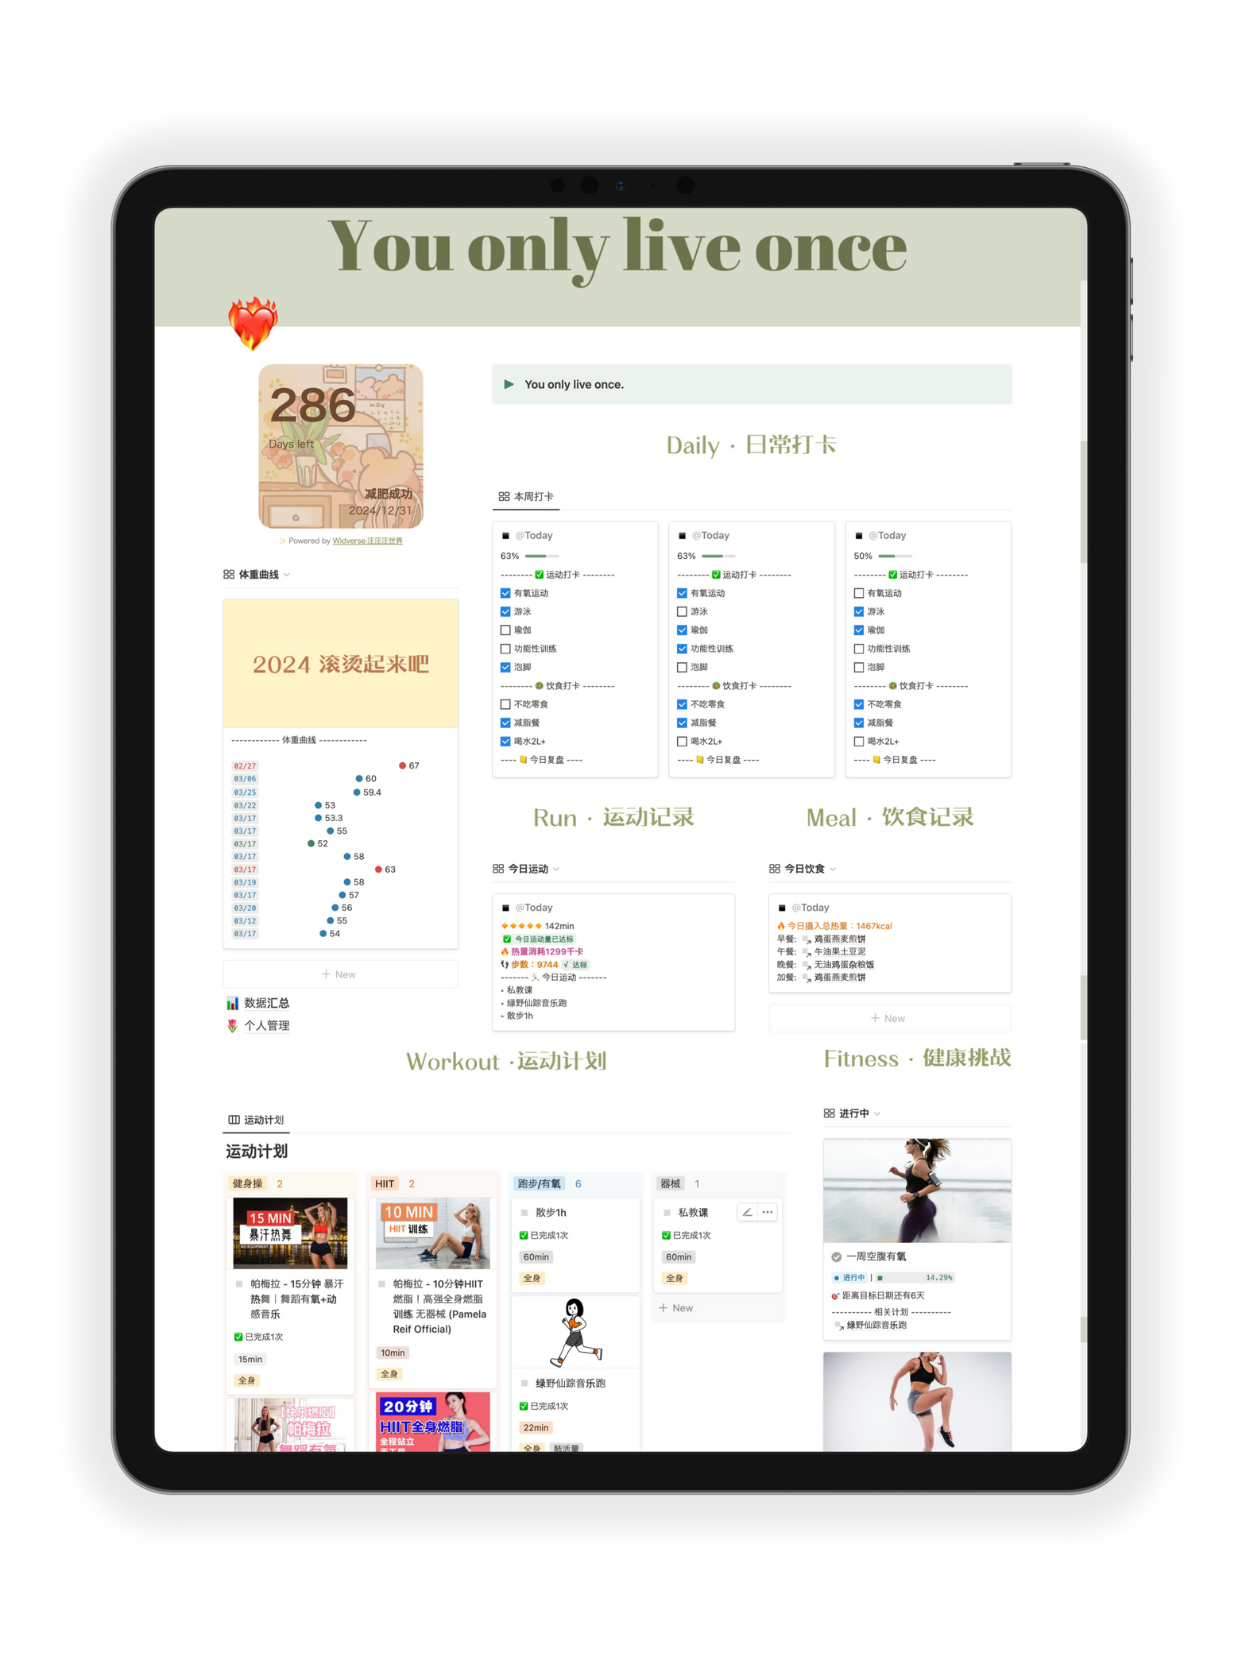 You only live once
286
Days left
减肥成功
2024/12/31
Powered by Widverse·汪汪汪世界
体重曲线
2024 滚烫起来吧
------------ 体重曲线 ------------
02/27 67
03/06 60
03/25 59.4
03/22 53
03/17 53.3
03/17 55
03/17 52
03/17 58
03/17 63
03/19 58
03/17 57
03/20 56
03/12 55
03/17 54
+ New
数据汇总
个人管理
You only live once.
Daily · 日常打卡
本周打卡
@Today
63%
-------- ✅ 运动打卡 --------
有氧运动
游泳
瑜伽
功能性训练
泡脚
-------- 🥗 饮食打卡 --------
不吃零食
减脂餐
喝水2L+
---- 📒 今日复盘 ----
@Today
63%
-------- ✅ 运动打卡 --------
有氧运动
游泳
瑜伽
功能性训练
泡脚
-------- 🥗 饮食打卡 --------
不吃零食
减脂餐
喝水2L+
---- 📒 今日复盘 ----
@Today
50%
-------- ✅ 运动打卡 --------
有氧运动
游泳
瑜伽
功能性训练
泡脚
-------- 🥗 饮食打卡 --------
不吃零食
减脂餐
喝水2L+
---- 📒 今日复盘 ----
Run · 运动记录
今日运动
@Today
🔸🔸🔸🔸🔸 142min
✅ 今日运动量已达标
🔥 热量消耗1299千卡
👣 步数：9744 √ 达标
------- 🏃 今日运动 -------
- 私教课
- 绿野仙踪音乐跑
- 散步1h
Meal · 饮食记录
今日饮食
@Today
🔥 今日摄入总热量：1467kcal
早餐: 鸡蛋燕麦煎饼
午餐: 牛油果土豆泥
晚餐: 无油鸡蛋杂粮饭
加餐: 鸡蛋燕麦煎饼
+ New
Workout ·运动计划
运动计划
运动计划
健身操 2
15 MIN
暴汗热舞
NO EQUIPMENT
帕梅拉 - 15分钟 暴汗
热舞｜舞蹈有氧+动
感音乐
✅ 已完成1次
15min
全身
快乐燃脂
帕梅拉
舞蹈有氧
HIIT 2
10 MIN
HIIT 训练
NO EQUIPMENT
帕梅拉 - 10分钟HIIT
燃脂！高强全身燃脂
训练 无器械 (Pamela
Reif Official)
10min
全身
20分钟
HIIT全身燃脂
全程站立
跑步/有氧 6
散步1h
✅ 已完成1次
60min
全身
绿野仙踪音乐跑
✅ 已完成1次
22min
全身 肺活量
器械 1
私教课
✅ 已完成1次
60min
全身
+ New
Fitness · 健康挑战
进行中
一周空腹有氧
进行中 | 14.29%
🎯 距离目标日期还有6天
---------- 相关计划 ----------
绿野仙踪音乐跑